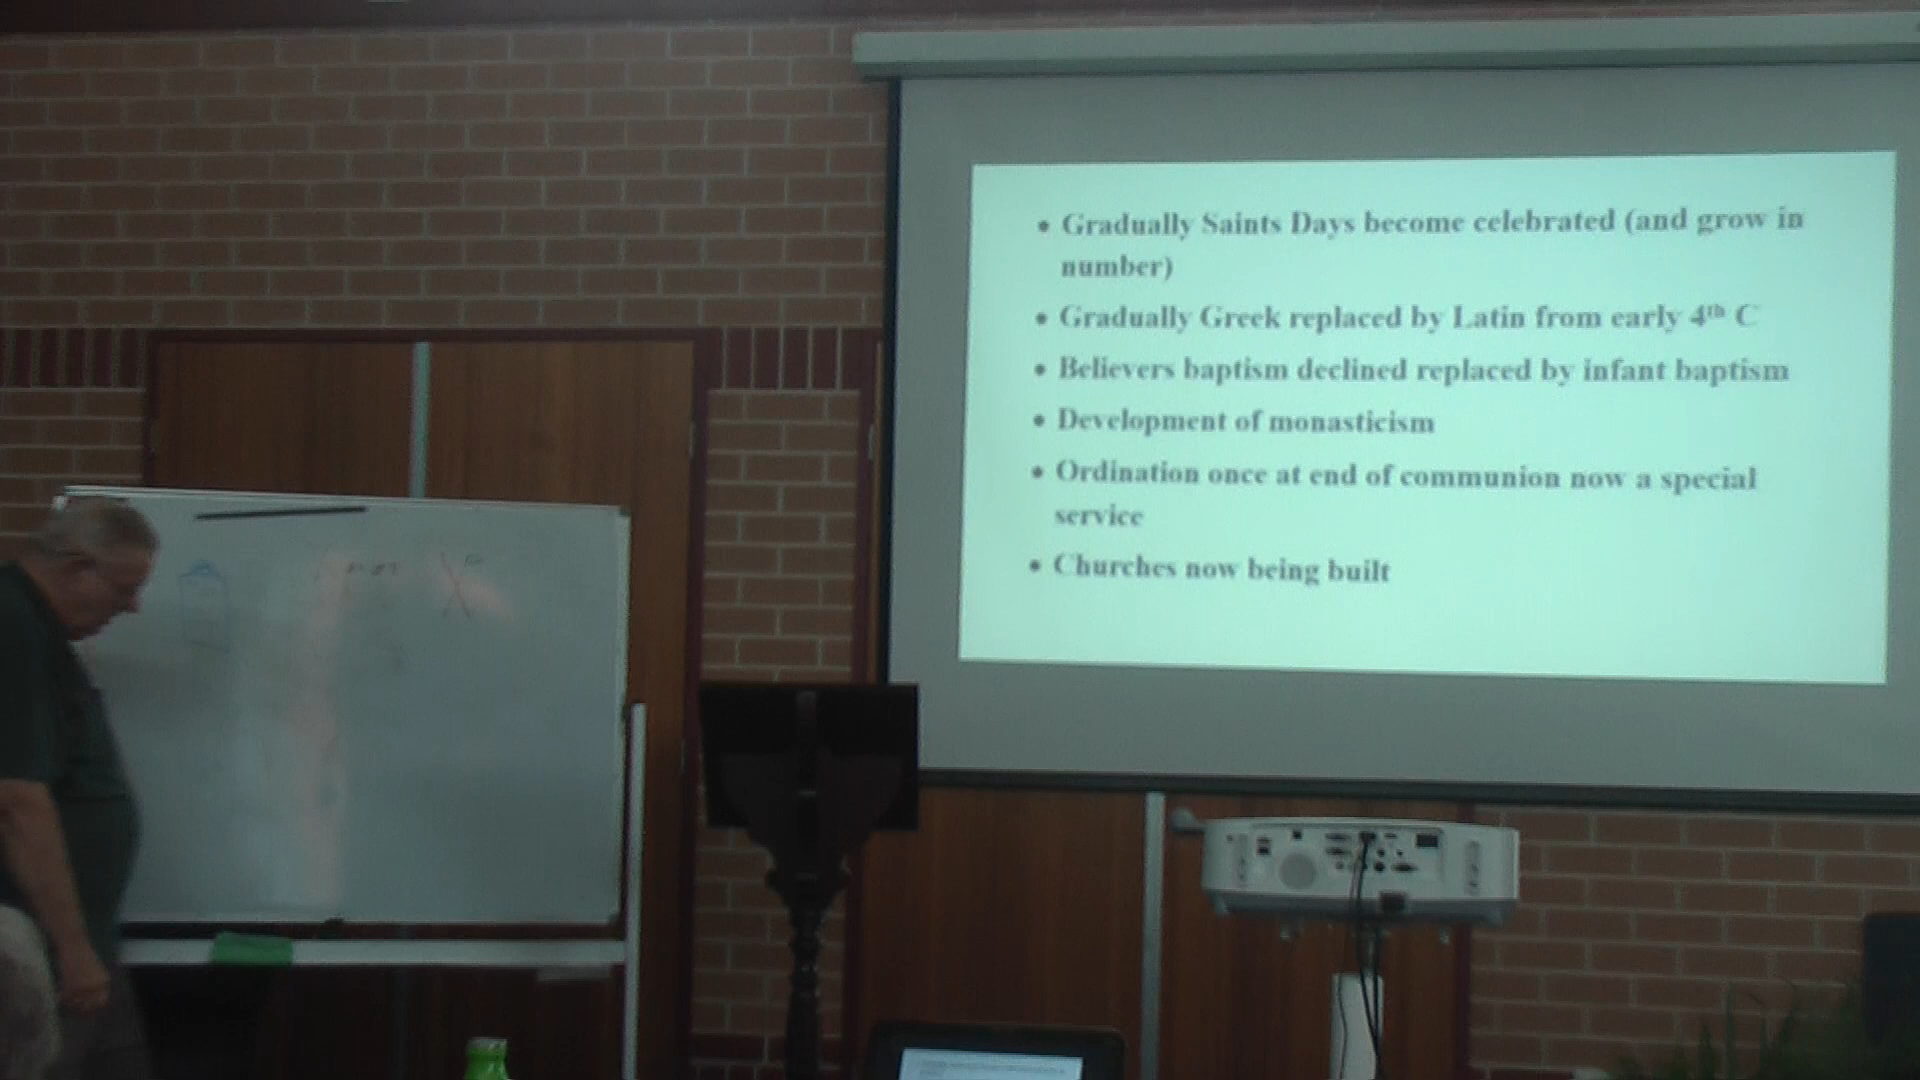 • Gradually Saints Days become celebrated (and grow in
number)
• Gradually Greek replaced by Latin from early 4th C
• Believers baptism declined replaced by infant baptism
• Development of monasticism
• Ordination once at end of communion now a special
service
• Churches now being built